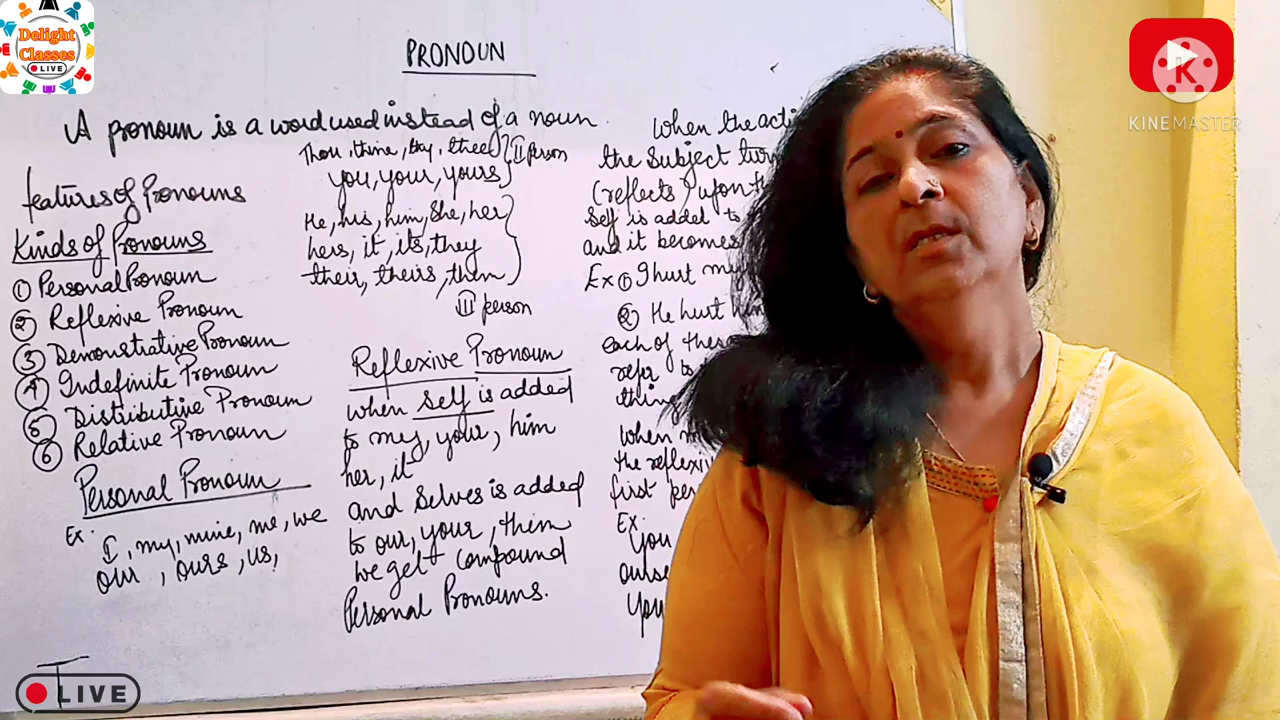 Delight
Classes
LIVE
KINEMASTER
PRONOUN
A pronoun is a word used instead of a noun.
features of Pronouns
Kinds of Pronouns
① Personal Pronoun
② Reflexive Pronoun
③ Demonstrative Pronoun
④ Indefinite Pronoun
⑤ Distributive Pronoun
⑥ Relative Pronoun
Personal Pronoun
Ex.
I, my, mine, me, we
our, ours, us,
Thou, thine, thy, thee
II person
you, your, yours
He, his, him, she, her
hers, it, its, they
their, theirs, them
III person
Reflexive Pronoun
when self is added
to my, your, him
her, it
and selves is added
to our, your, them
we get compound
Personal Pronouns.
When the acti
the subject turn
(reflects) upon
self is added to
and it becomes
Ex ① I hurt my
② He hurt
each of these
refer to
thing
when
the reflexiv
first per
Ex.
You
ourse
You
LIVE